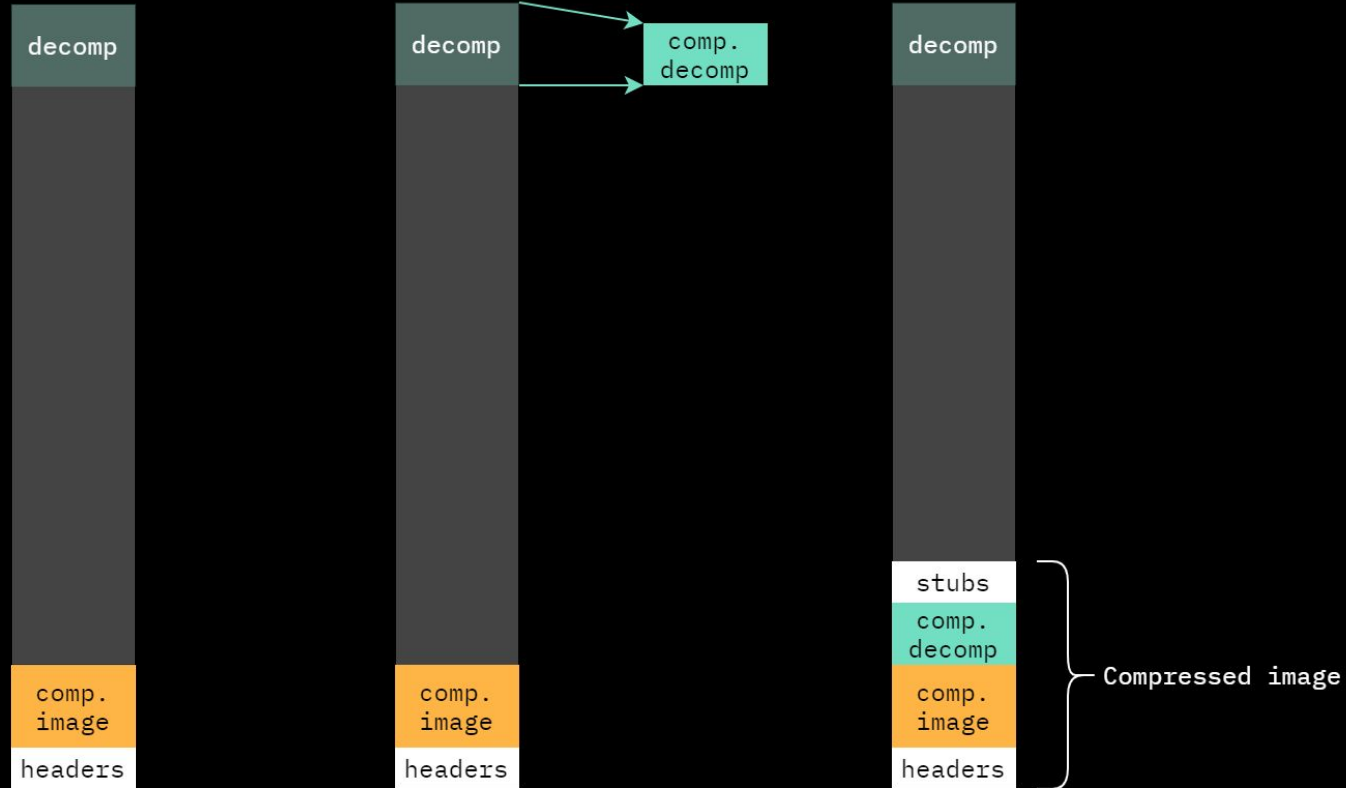 decomp
decomp
comp.
decomp
decomp
stubs
comp.
decomp
comp.
image
comp.
image
comp.
image
Compressed image
headers
headers
headers